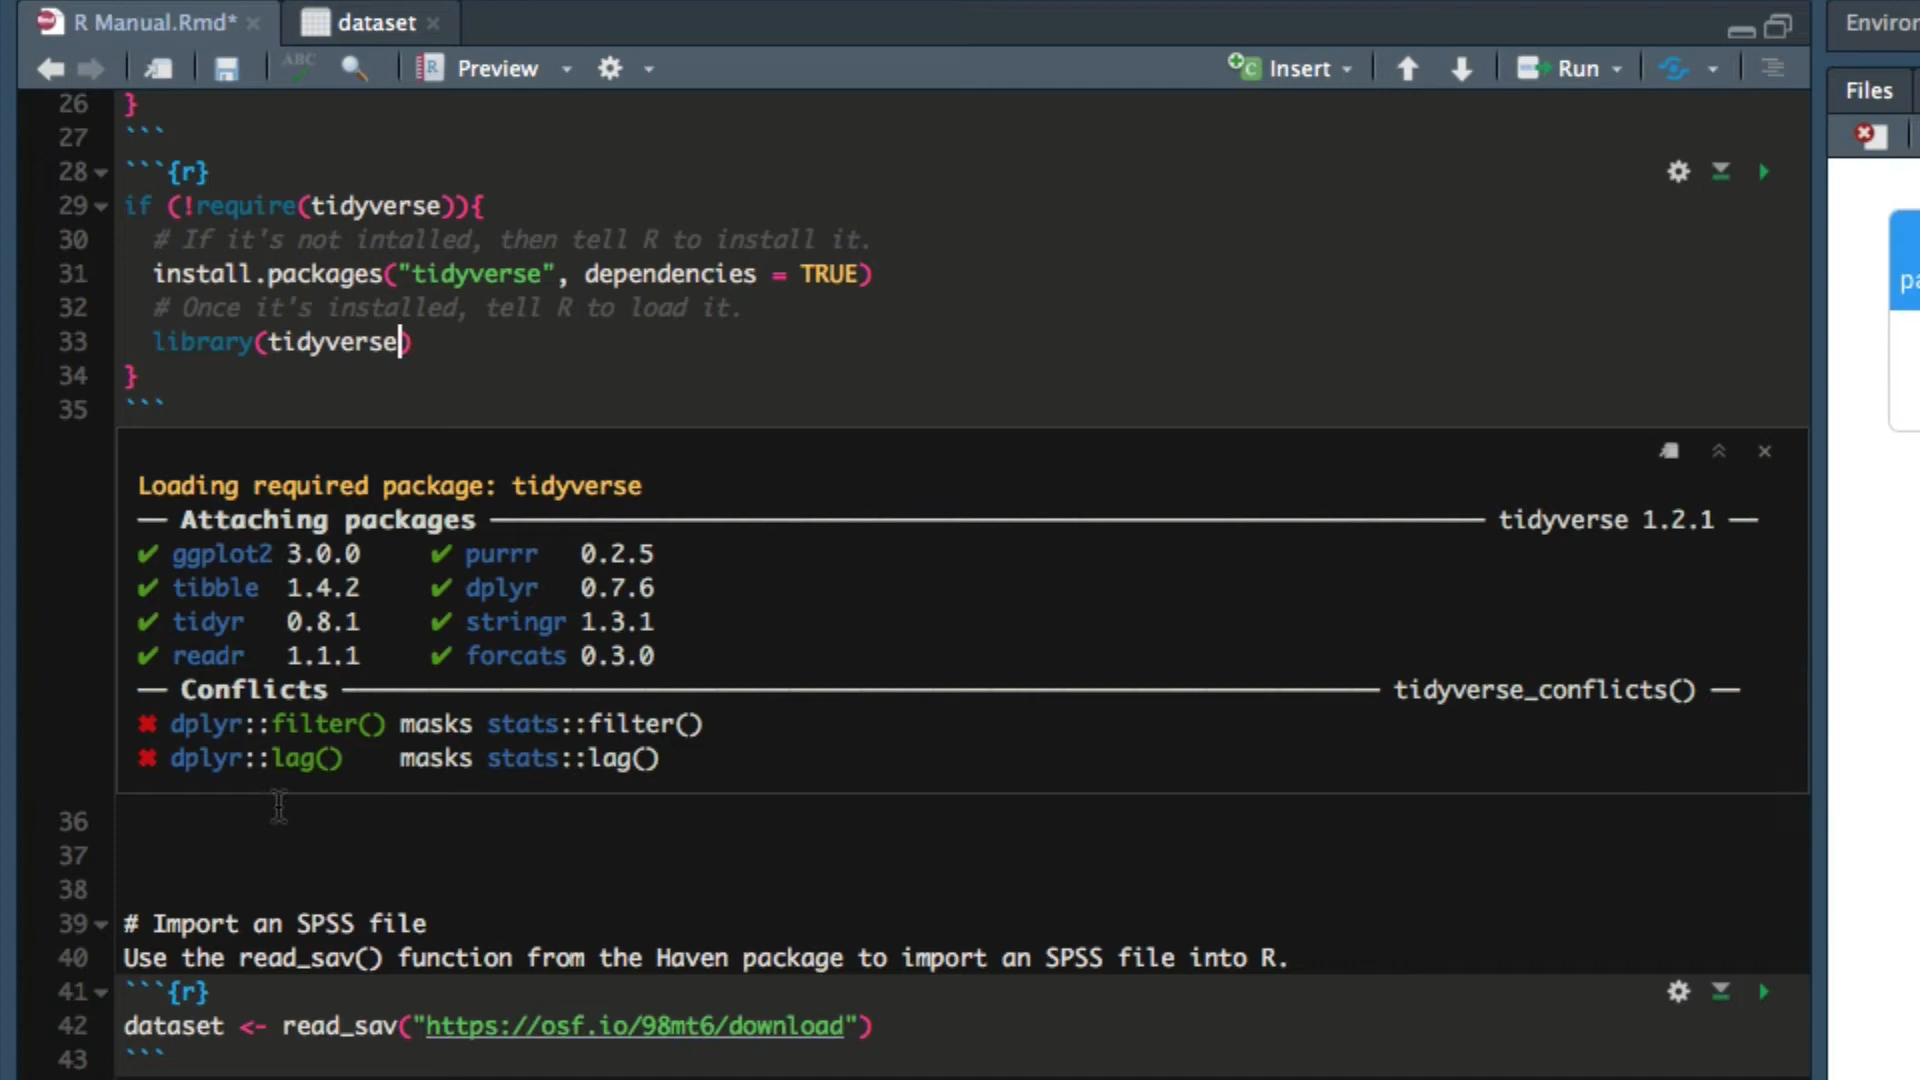 R Manual.Rmd*
dataset
Environ
ABC
Preview
Insert
Run
Files
26 }
27 ```
28 ```{r}
29 if (!require(tidyverse)){
30 # If it's not intalled, then tell R to install it.
31 install.packages("tidyverse", dependencies = TRUE)
32 # Once it's installed, tell R to load it.
33 library(tidyverse)
34 }
35 ```
pa
Loading required package: tidyverse
— Attaching packages ——— tidyverse 1.2.1 —
✔ ggplot2 3.0.0 ✔ purrr 0.2.5
✔ tibble 1.4.2 ✔ dplyr 0.7.6
✔ tidyr 0.8.1 ✔ stringr 1.3.1
✔ readr 1.1.1 ✔ forcats 0.3.0
— Conflicts ——— tidyverse_conflicts() —
✖ dplyr::filter() masks stats::filter()
✖ dplyr::lag() masks stats::lag()
36
37
38
39 # Import an SPSS file
40 Use the read_sav() function from the Haven package to import an SPSS file into R.
41 ```{r}
42 dataset <- read_sav("https://osf.io/98mt6/download")
43 ```